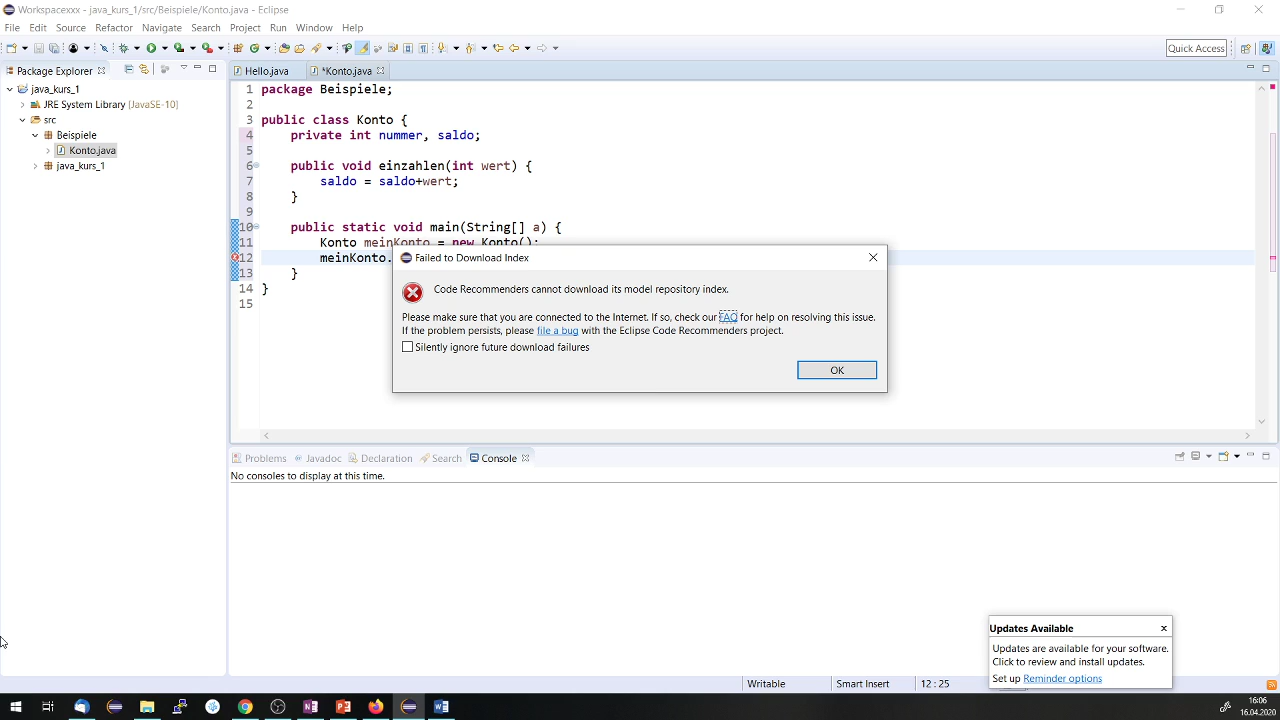 Workspacexxx - java_kurs_1/src/Beispiele/Konto.java - Eclipse
File Edit Source Refactor Navigate Search Project Run Window Help
Quick Access
Package Explorer
Hello.java
*Konto.java
java_kurs_1
JRE System Library [JavaSE-10]
src
Beispiele
Konto.java
java_kurs_1
1 package Beispiele;
2
3 public class Konto {
4 private int nummer, saldo;
5
6 public void einzahlen(int wert) {
7 saldo = saldo+wert;
8 }
9
10 public static void main(String[] a) {
11 Konto meinKonto = new Konto();
12 meinKonto.
13 }
14 }
15
Failed to Download Index
Code Recommenders cannot download its model repository index.
Please make sure that you are connected to the Internet. If so, check our FAQ for help on resolving this issue.
If the problem persists, please file a bug with the Eclipse Code Recommenders project.
Silently ignore future download failures
OK
Problems @ Javadoc Declaration Search Console
No consoles to display at this time.
Updates Available
Updates are available for your software.
Click to review and install updates.
Set up Reminder options
Writable Smart Insert 12 : 25
16:06
16.04.2020